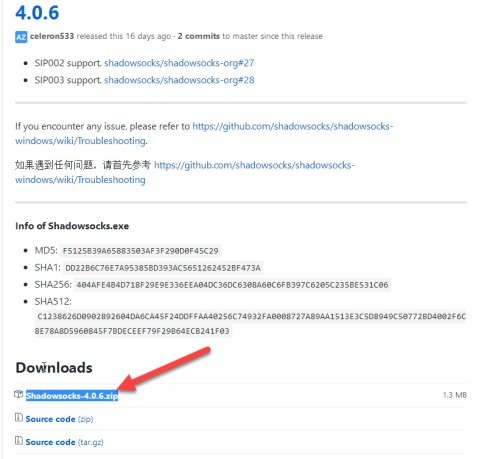 4.0.6
AZ celeron533 released this 16 days ago · 2 commits to master since this release
• SIP002 support. shadowsocks/shadowsocks-org#27
• SIP003 support. shadowsocks/shadowsocks-org#28
If you encounter any issue, please refer to https://github.com/shadowsocks/shadowsocks-
windows/wiki/Troubleshooting.
如果遇到任何问题，请首先参考 https://github.com/shadowsocks/shadowsocks-
windows/wiki/Troubleshooting
Info of Shadowsocks.exe
• MD5: F5125B39A65883503AF3F290D0F45C29
• SHA1: DD22B6C76E7A95385BD393AC5651262452BF473A
• SHA256: 404AFE4B4D718F29E9E336EEA04DC36DC6308A60C6FB397C6205C235BE531C06
• SHA512:
C1238626D0902892604DA6CA45F24DDFFAA40256C74932FA0008727A89AA1513E3C5D8949C50772BD4002F6C
8E78A8D5960845F7BDECEEF79F29B64ECB241F03
Downloads
Shadowsocks-4.0.6.zip 1.3 MB
Source code (zip)
Source code (tar.gz)